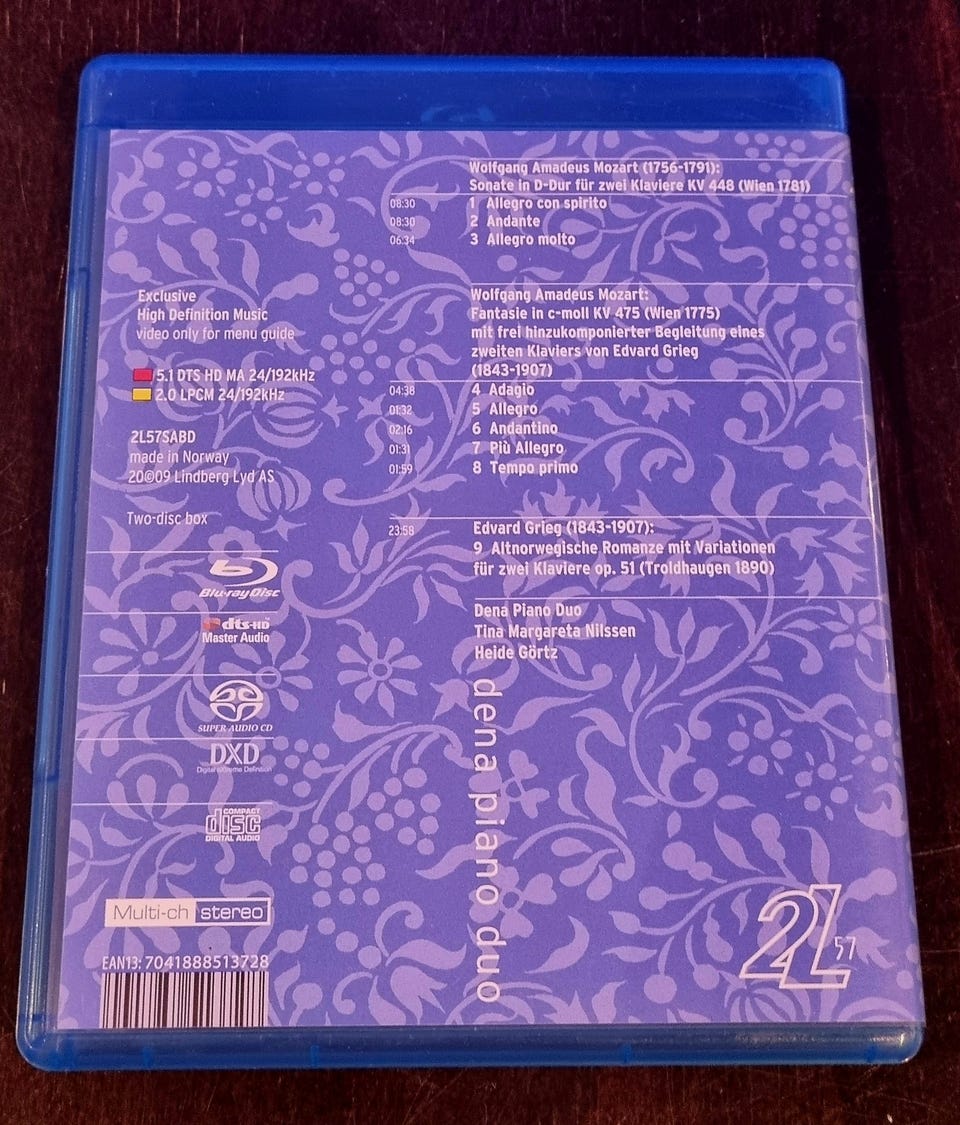 Wolfgang Amadeus Mozart (1756-1791):
Sonate in D-Dur für zwei Klaviere KV 448 (Wien 1781)
08:30 1 Allegro con spirito
08:30 2 Andante
06:34 3 Allegro molto
Wolfgang Amadeus Mozart:
Fantasie in c-moll KV 475 (Wien 1775)
mit frei hinzukomponierter Begleitung eines
zweiten Klaviers von Edvard Grieg
(1843-1907)
04:38 4 Adagio
01:32 5 Allegro
02:16 6 Andantino
01:31 7 Più Allegro
01:59 8 Tempo primo
23:58 Edvard Grieg (1843-1907):
9 Altnorwegische Romanze mit Variationen
für zwei Klaviere op. 51 (Troldhaugen 1890)
Dena Piano Duo
Tina Margareta Nilssen
Heide Görtz
dena piano duo
Exclusive
High Definition Music
video only for menu guide
5.1 DTS HD MA 24/192kHz
2.0 LPCM 24/192kHz
2L57SABD
made in Norway
20©09 Lindberg Lyd AS
Two-disc box
Blu-ray Disc
dts-HD
Master Audio
SUPER AUDIO CD
DXD
Digital eXtreme Definition
COMPACT
disc
DIGITAL AUDIO
Multi-ch stereo
EAN13: 7041888513728
2L 57